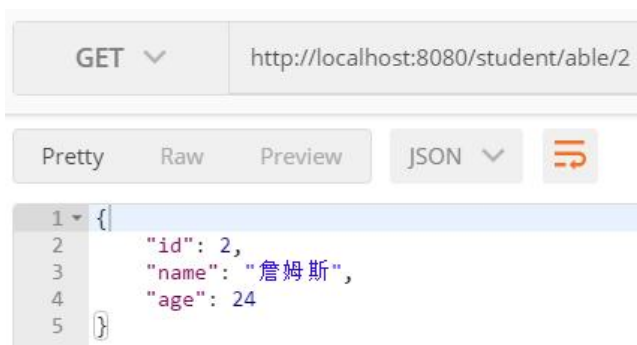 GET http://localhost:8080/student/able/2
Pretty Raw Preview JSON
1 {
2 "id": 2,
3 "name": "詹姆斯",
4 "age": 24
5 }